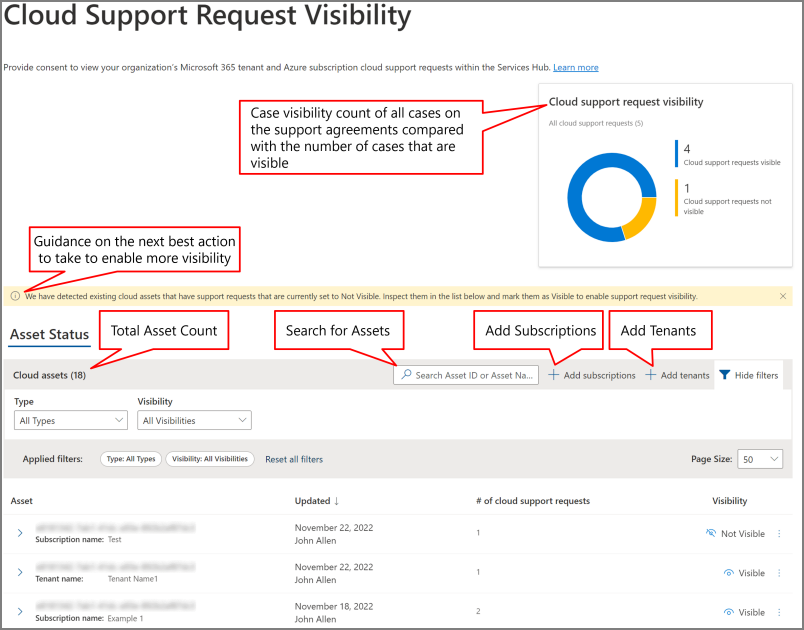 Cloud Support Request Visibility
Provide consent to view your organization's Microsoft 365 tenant and Azure subscription cloud support requests within the Services Hub. Learn more
Case visibility count of all cases on
the support agreements compared
with the number of cases that are
visible
Cloud support request visibility
All cloud support requests (5)
4
Cloud support requests visible
1
Cloud support requests not
visible
Guidance on the next best action
to take to enable more visibility
We have detected existing cloud assets that have support requests that are currently set to Not Visible. Inspect them in the list below and mark them as Visible to enable support request visibility.
Asset Status
Total Asset Count
Search for Assets
Add Subscriptions
Add Tenants
Cloud assets (18)
Search Asset ID or Asset Na...
Add subscriptions
Add tenants
Hide filters
Type
Visibility
All Types
All Visibilities
Applied filters:
Type: All Types
Visibility: All Visibilities
Reset all filters
Page Size:
50
Asset
Updated ↓
# of cloud support requests
Visibility
Subscription name: Test
November 22, 2022
John Allen
1
Not Visible
Tenant name: Tenant Name1
November 22, 2022
John Allen
1
Visible
Subscription name: Example 1
November 18, 2022
John Allen
2
Visible